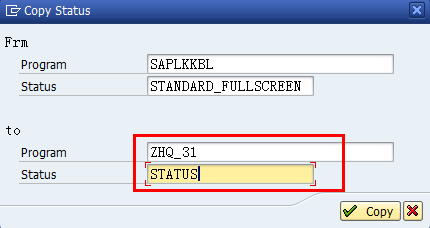 Copy Status
Frm
Program SAPLKKBL
Status STANDARD_FULLSCREEN
to
Program ZHQ_31
Status STATUS
Copy